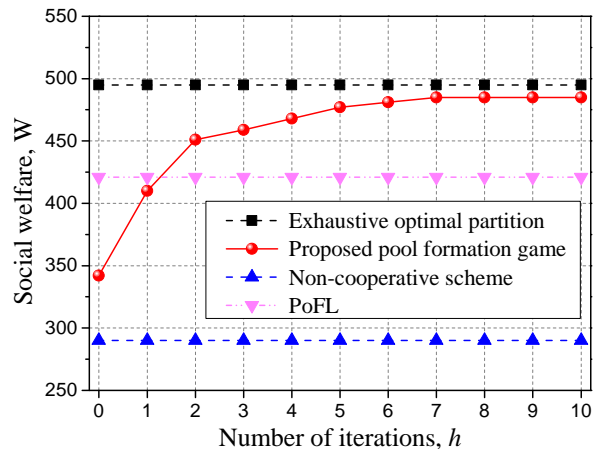 550
500
450
400
350
300
250
Social welfare, W
Exhaustive optimal partition
Proposed pool formation game
Non-cooperative scheme
PoFL
0 1 2 3 4 5 6 7 8 9 10
Number of iterations, h